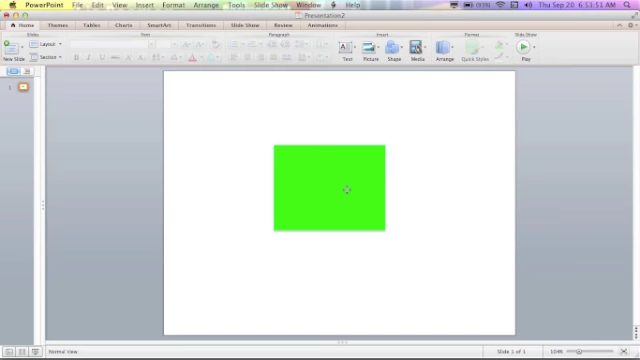 PowerPoint File Edit View Insert Format Arrange Tools Slide Show Window Help Thu Sep 20 6:53:53 AM
Presentation2
Home Themes Tables Charts SmartArt Transitions Slide Show Review Animations
Slides Font Paragraph Insert Format Slide Show
Layout
Section
New Slide Text Picture Shape Media Arrange Quick Styles Play
1
Normal View Slide 1 of 1 104%